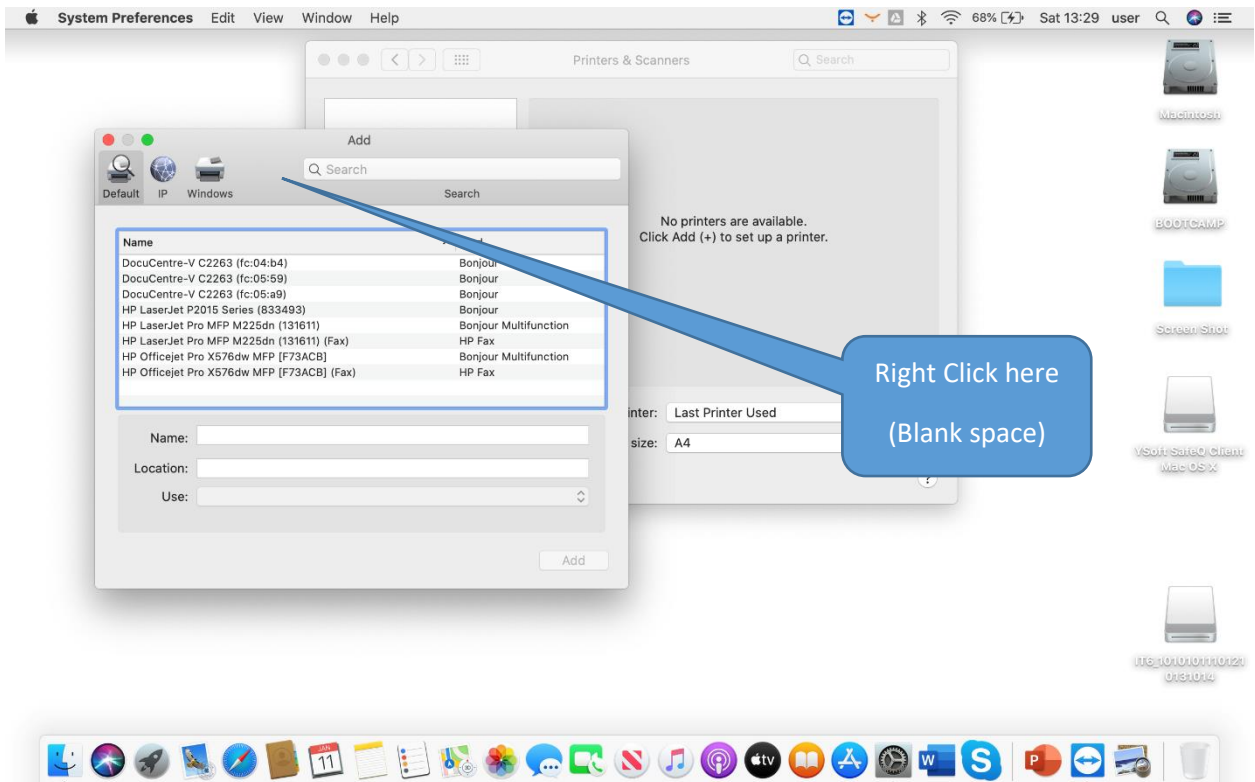 System Preferences Edit View Window Help 68% Sat 13:29 user
Printers & Scanners Search
Macintosh
Add
Search
Default IP Windows Search
No printers are available.
Click Add (+) to set up a printer.
BOOTCAMP
Name
DocuCentre-V C2263 (fc:04:b4) Bonjour
DocuCentre-V C2263 (fc:05:59) Bonjour
DocuCentre-V C2263 (fc:05:a9) Bonjour
HP LaserJet P2015 Series (833493) Bonjour
HP LaserJet Pro MFP M225dn (131611) Bonjour Multifunction
HP LaserJet Pro MFP M225dn (131611) (Fax) HP Fax
HP Officejet Pro X576dw MFP [F73ACB] Bonjour Multifunction
HP Officejet Pro X576dw MFP [F73ACB] (Fax) HP Fax
Screen Shot
Right Click here
(Blank space)
inter: Last Printer Used
size: A4
?
Name:
Location:
Use:
Add
YSoft SafeQ Client
Mac OS X
JAN
11
tv
W
S
P